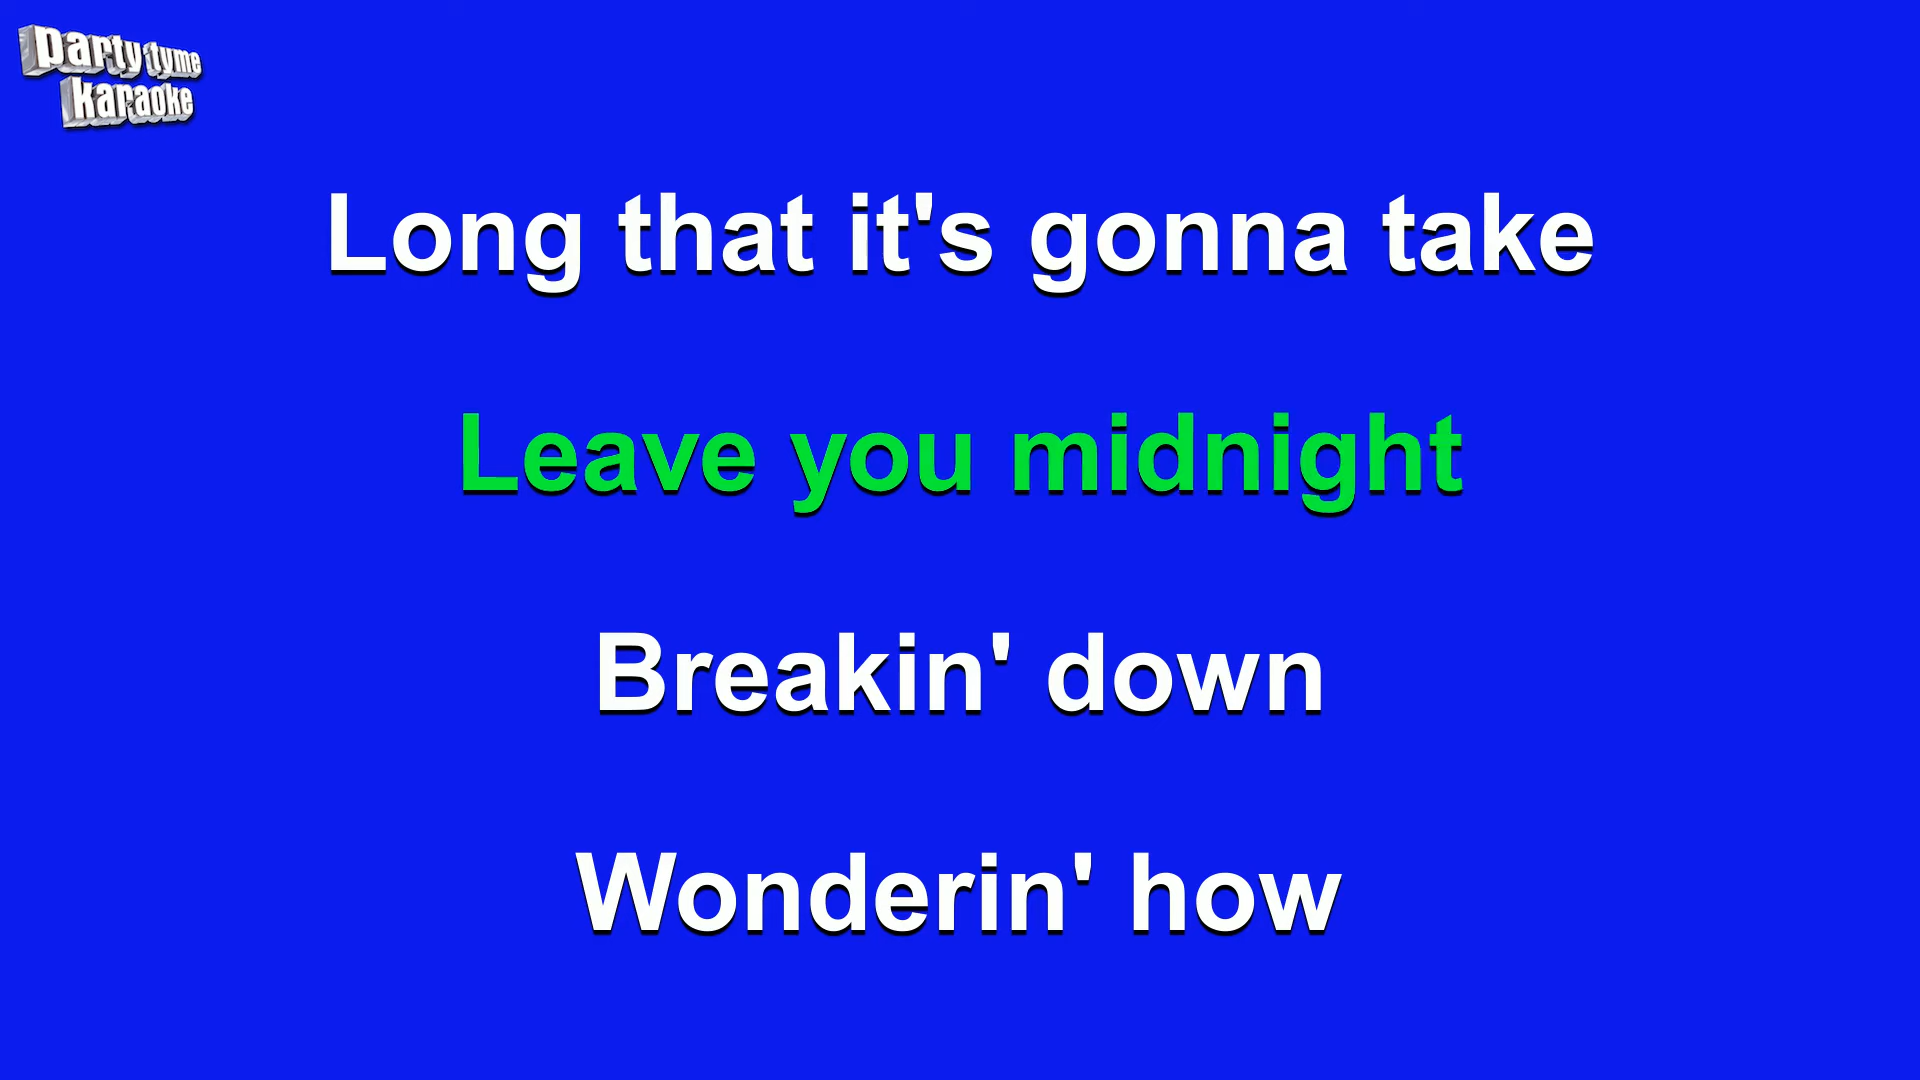 party tyme
karaoke
Long that it's gonna take
Leave you midnight
Breakin' down
Wonderin' how